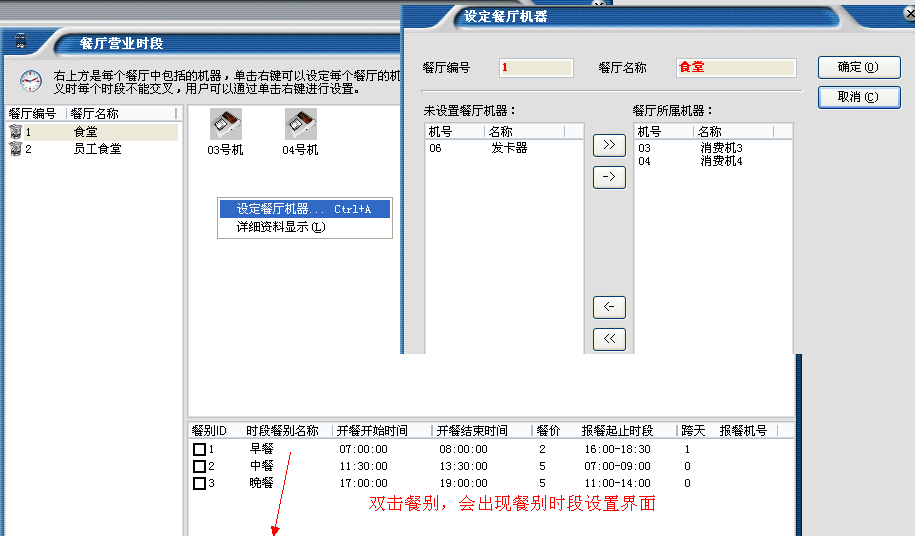 设定餐厅机器
餐厅营业时段
右上方是每个餐厅中包括的机器，单击右键可以设定每个餐厅的机
义时每个时段不能交叉，用户可以通过单击右键进行设置。
餐厅编号 1 餐厅名称 食堂 确定(O)
取消(C)
餐厅编号 餐厅名称
1 食堂
2 员工食堂
03号机 04号机
设定餐厅机器... Ctrl+A
详细资料显示(L)
未设置餐厅机器：
机号 名称
06 发卡器
>>
->
<-
<<
餐厅所属机器：
机号 名称
03 消费机3
04 消费机4
餐别ID 时段餐别名称 开餐开始时间 开餐结束时间 餐价 报餐起止时段 跨天 报餐机号
1 早餐 07:00:00 08:00:00 2 16:00-18:30 1
2 中餐 11:30:00 13:30:00 5 07:00-09:00 0
3 晚餐 17:00:00 19:00:00 5 11:00-14:00 0
双击餐别，会出现餐别时段设置界面